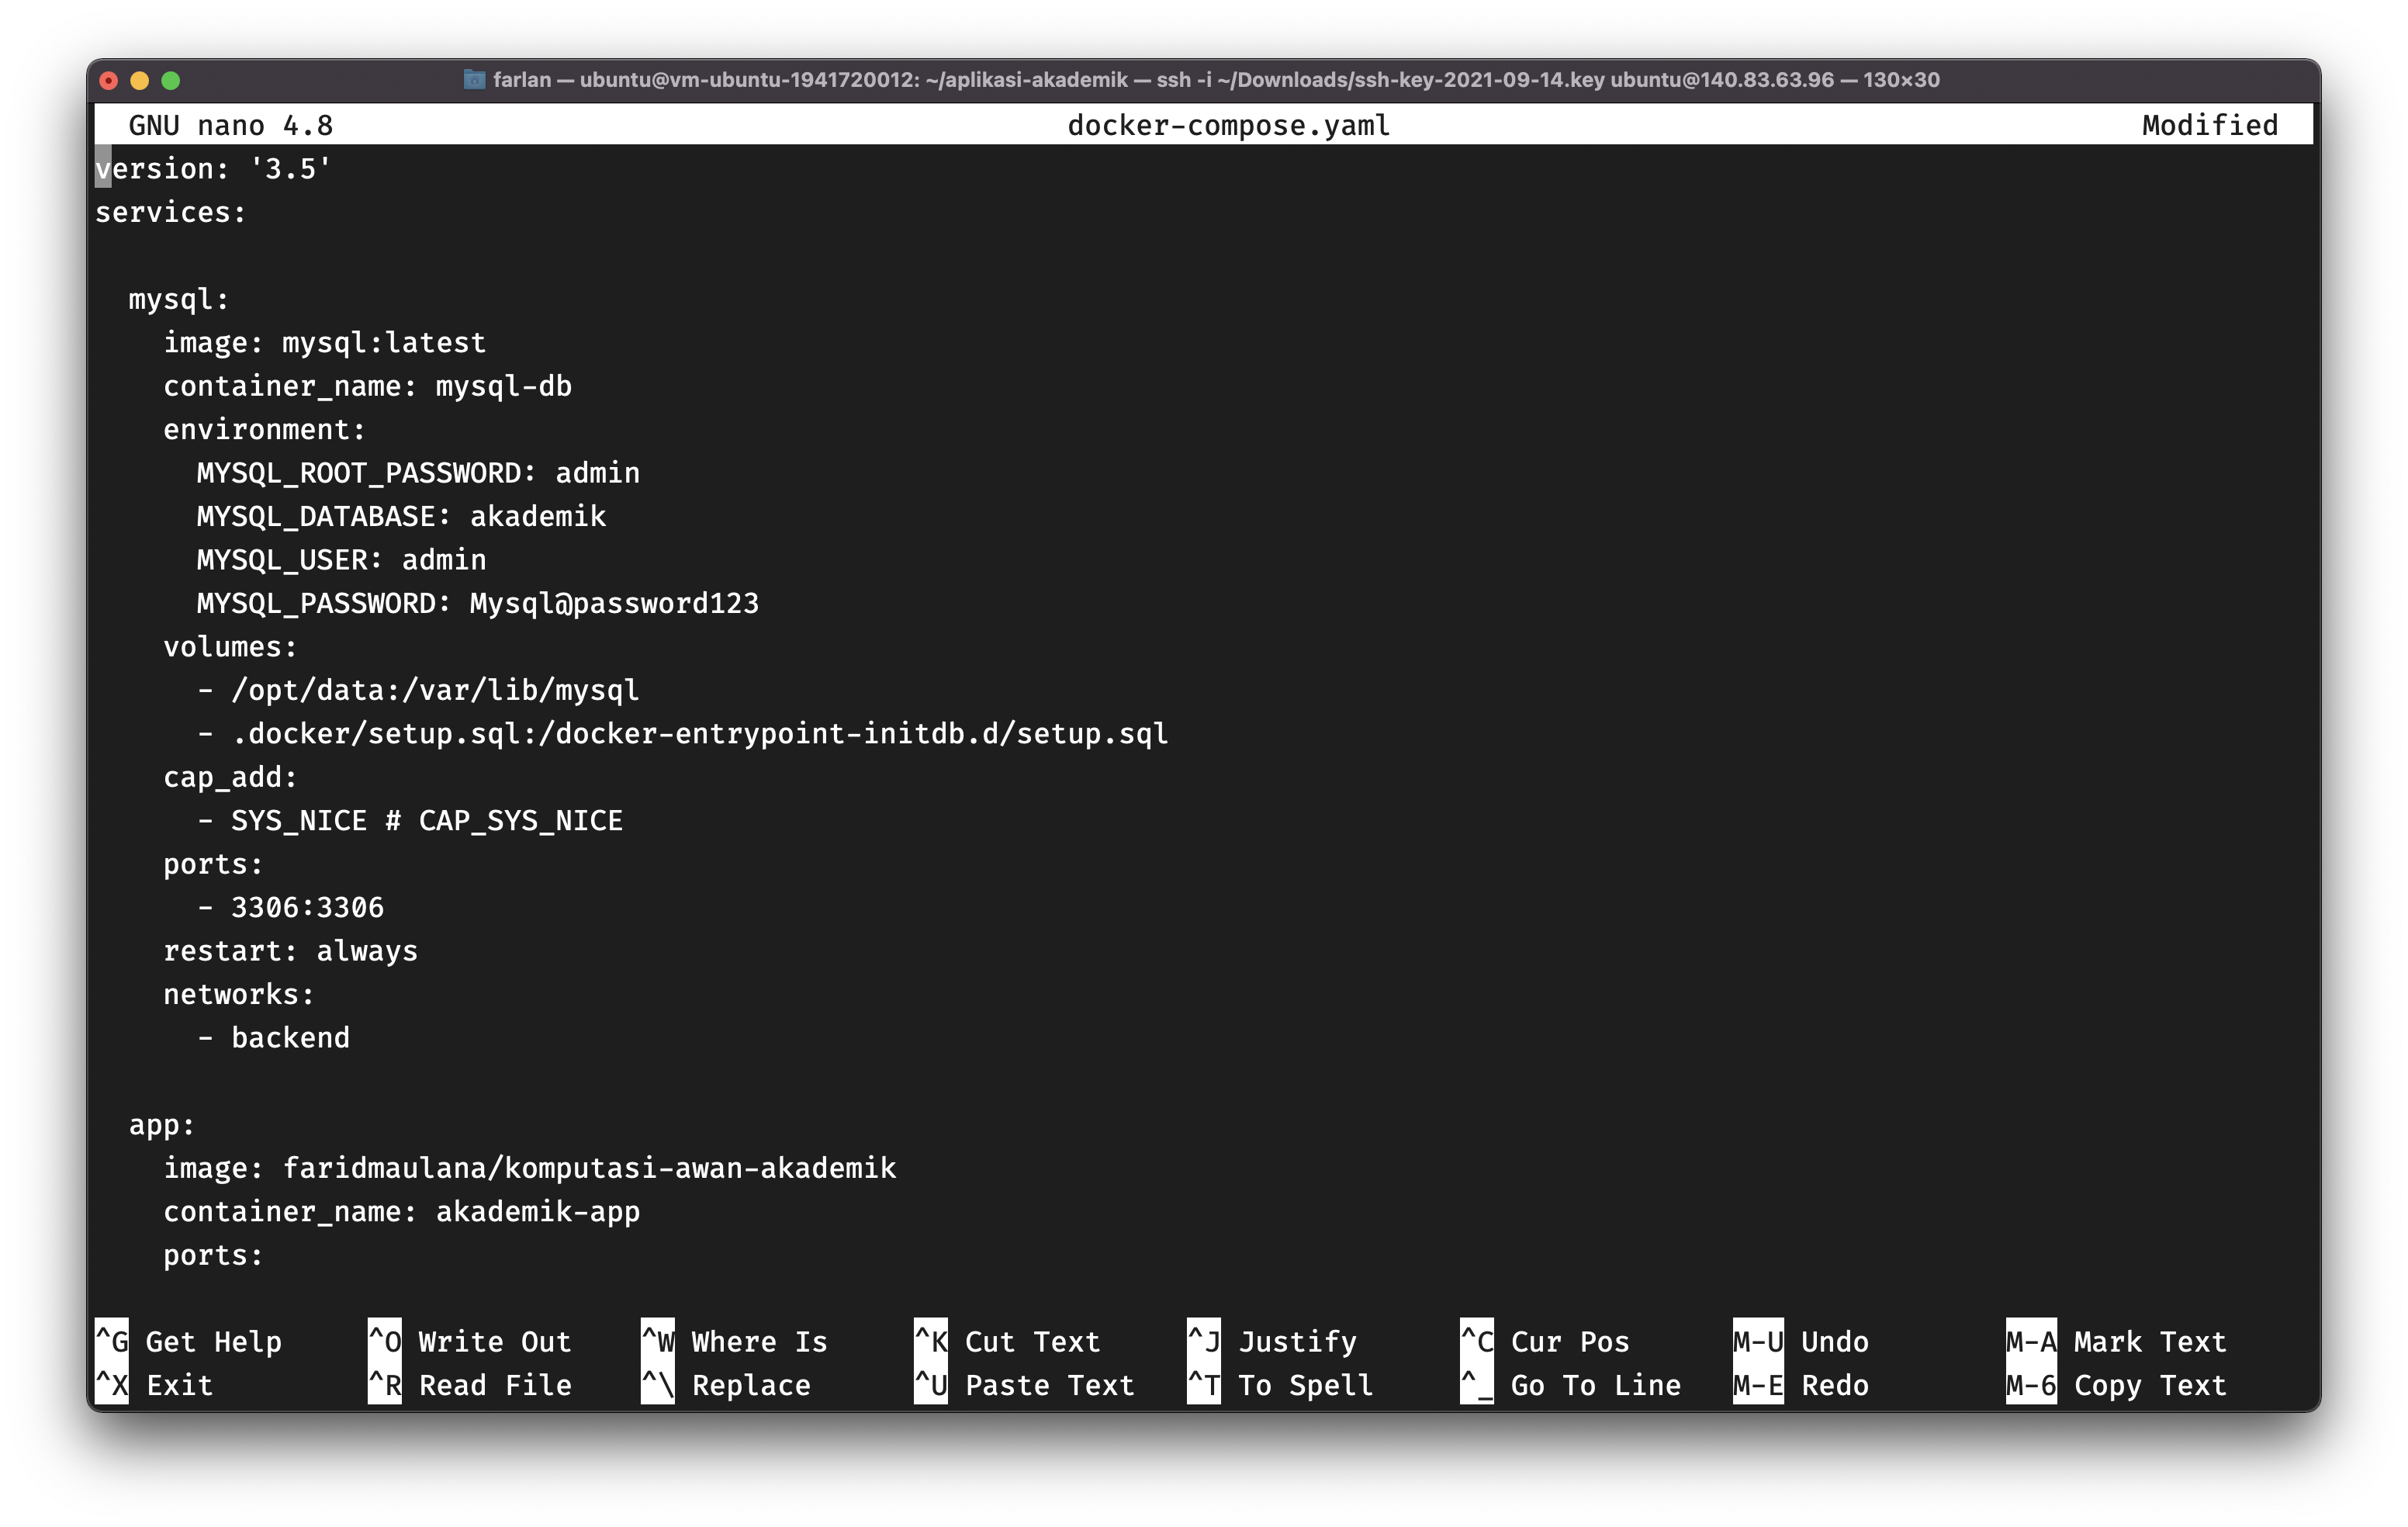 farlan — ubuntu@vm-ubuntu-1941720012: ~/aplikasi-akademik — ssh -i ~/Downloads/ssh-key-2021-09-14.key ubuntu@140.83.63.96 — 130×30
GNU nano 4.8 docker-compose.yaml Modified
version: '3.5'
services:
mysql:
image: mysql:latest
container_name: mysql-db
environment:
MYSQL_ROOT_PASSWORD: admin
MYSQL_DATABASE: akademik
MYSQL_USER: admin
MYSQL_PASSWORD: Mysql@password123
volumes:
- /opt/data:/var/lib/mysql
- .docker/setup.sql:/docker-entrypoint-initdb.d/setup.sql
cap_add:
- SYS_NICE # CAP_SYS_NICE
ports:
- 3306:3306
restart: always
networks:
- backend
app:
image: faridmaulana/komputasi-awan-akademik
container_name: akademik-app
ports:
^G Get Help ^O Write Out ^W Where Is ^K Cut Text ^J Justify ^C Cur Pos M-U Undo M-A Mark Text
^X Exit ^R Read File ^\ Replace ^U Paste Text ^T To Spell ^_ Go To Line M-E Redo M-6 Copy Text